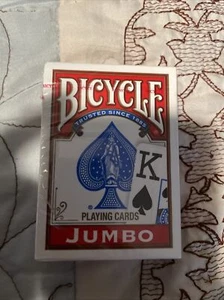 BICYCLE
TRUSTED SINCE 1885
K
PLAYING CARDS
JUMBO